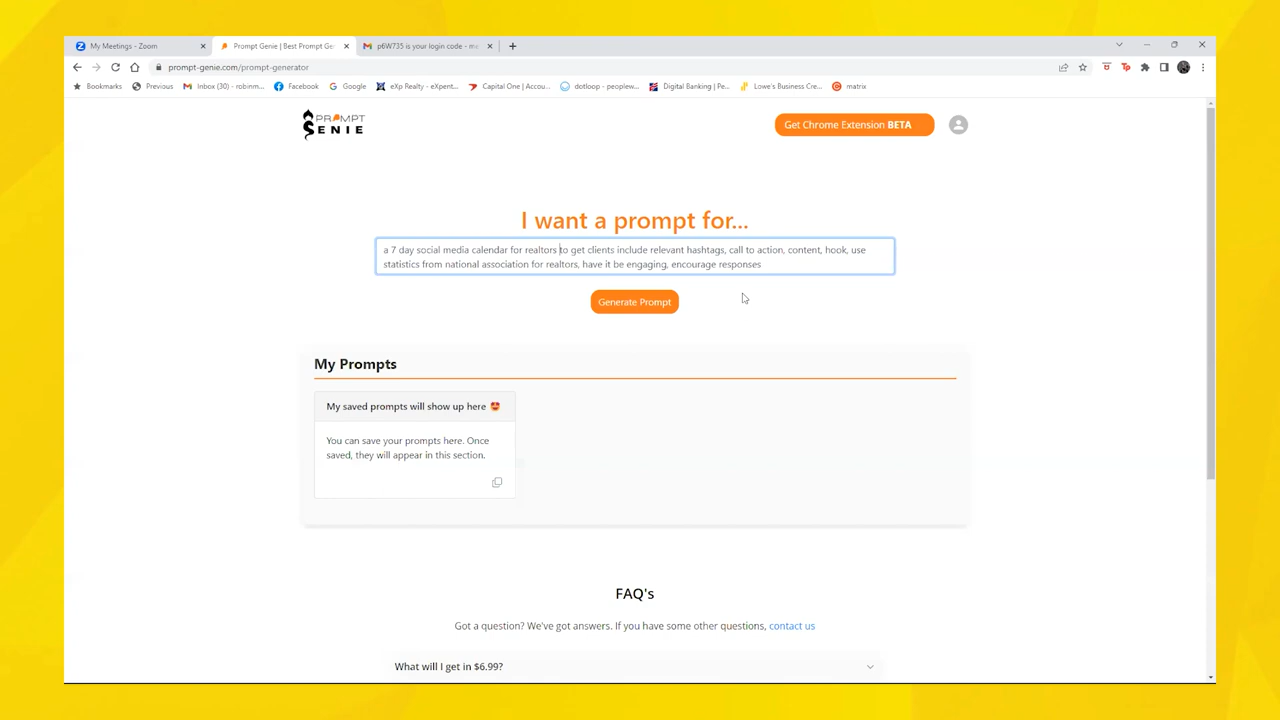 My Meetings - Zoom
Prompt Genie | Best Prompt Ge
p6W735 is your login code - m
prompt-genie.com/prompt-generator
Bookmarks
Previous
Inbox (30) - robinm...
Facebook
Google
eXp Realty - eXpent...
Capital One | Accou...
dotloop - peoplew...
Digital Banking | Pe...
Lowe's Business Cre...
matrix
PROMPT
GENIE
Get Chrome Extension BETA
I want a prompt for...
a 7 day social media calendar for realtors to get clients include relevant hashtags, call to action, content, hook, use
statistics from national association for realtors, have it be engaging, encourage responses
Generate Prompt
My Prompts
My saved prompts will show up here 😍
You can save your prompts here. Once
saved, they will appear in this section.
FAQ's
Got a question? We've got answers. If you have some other questions, contact us
What will I get in $6.99?